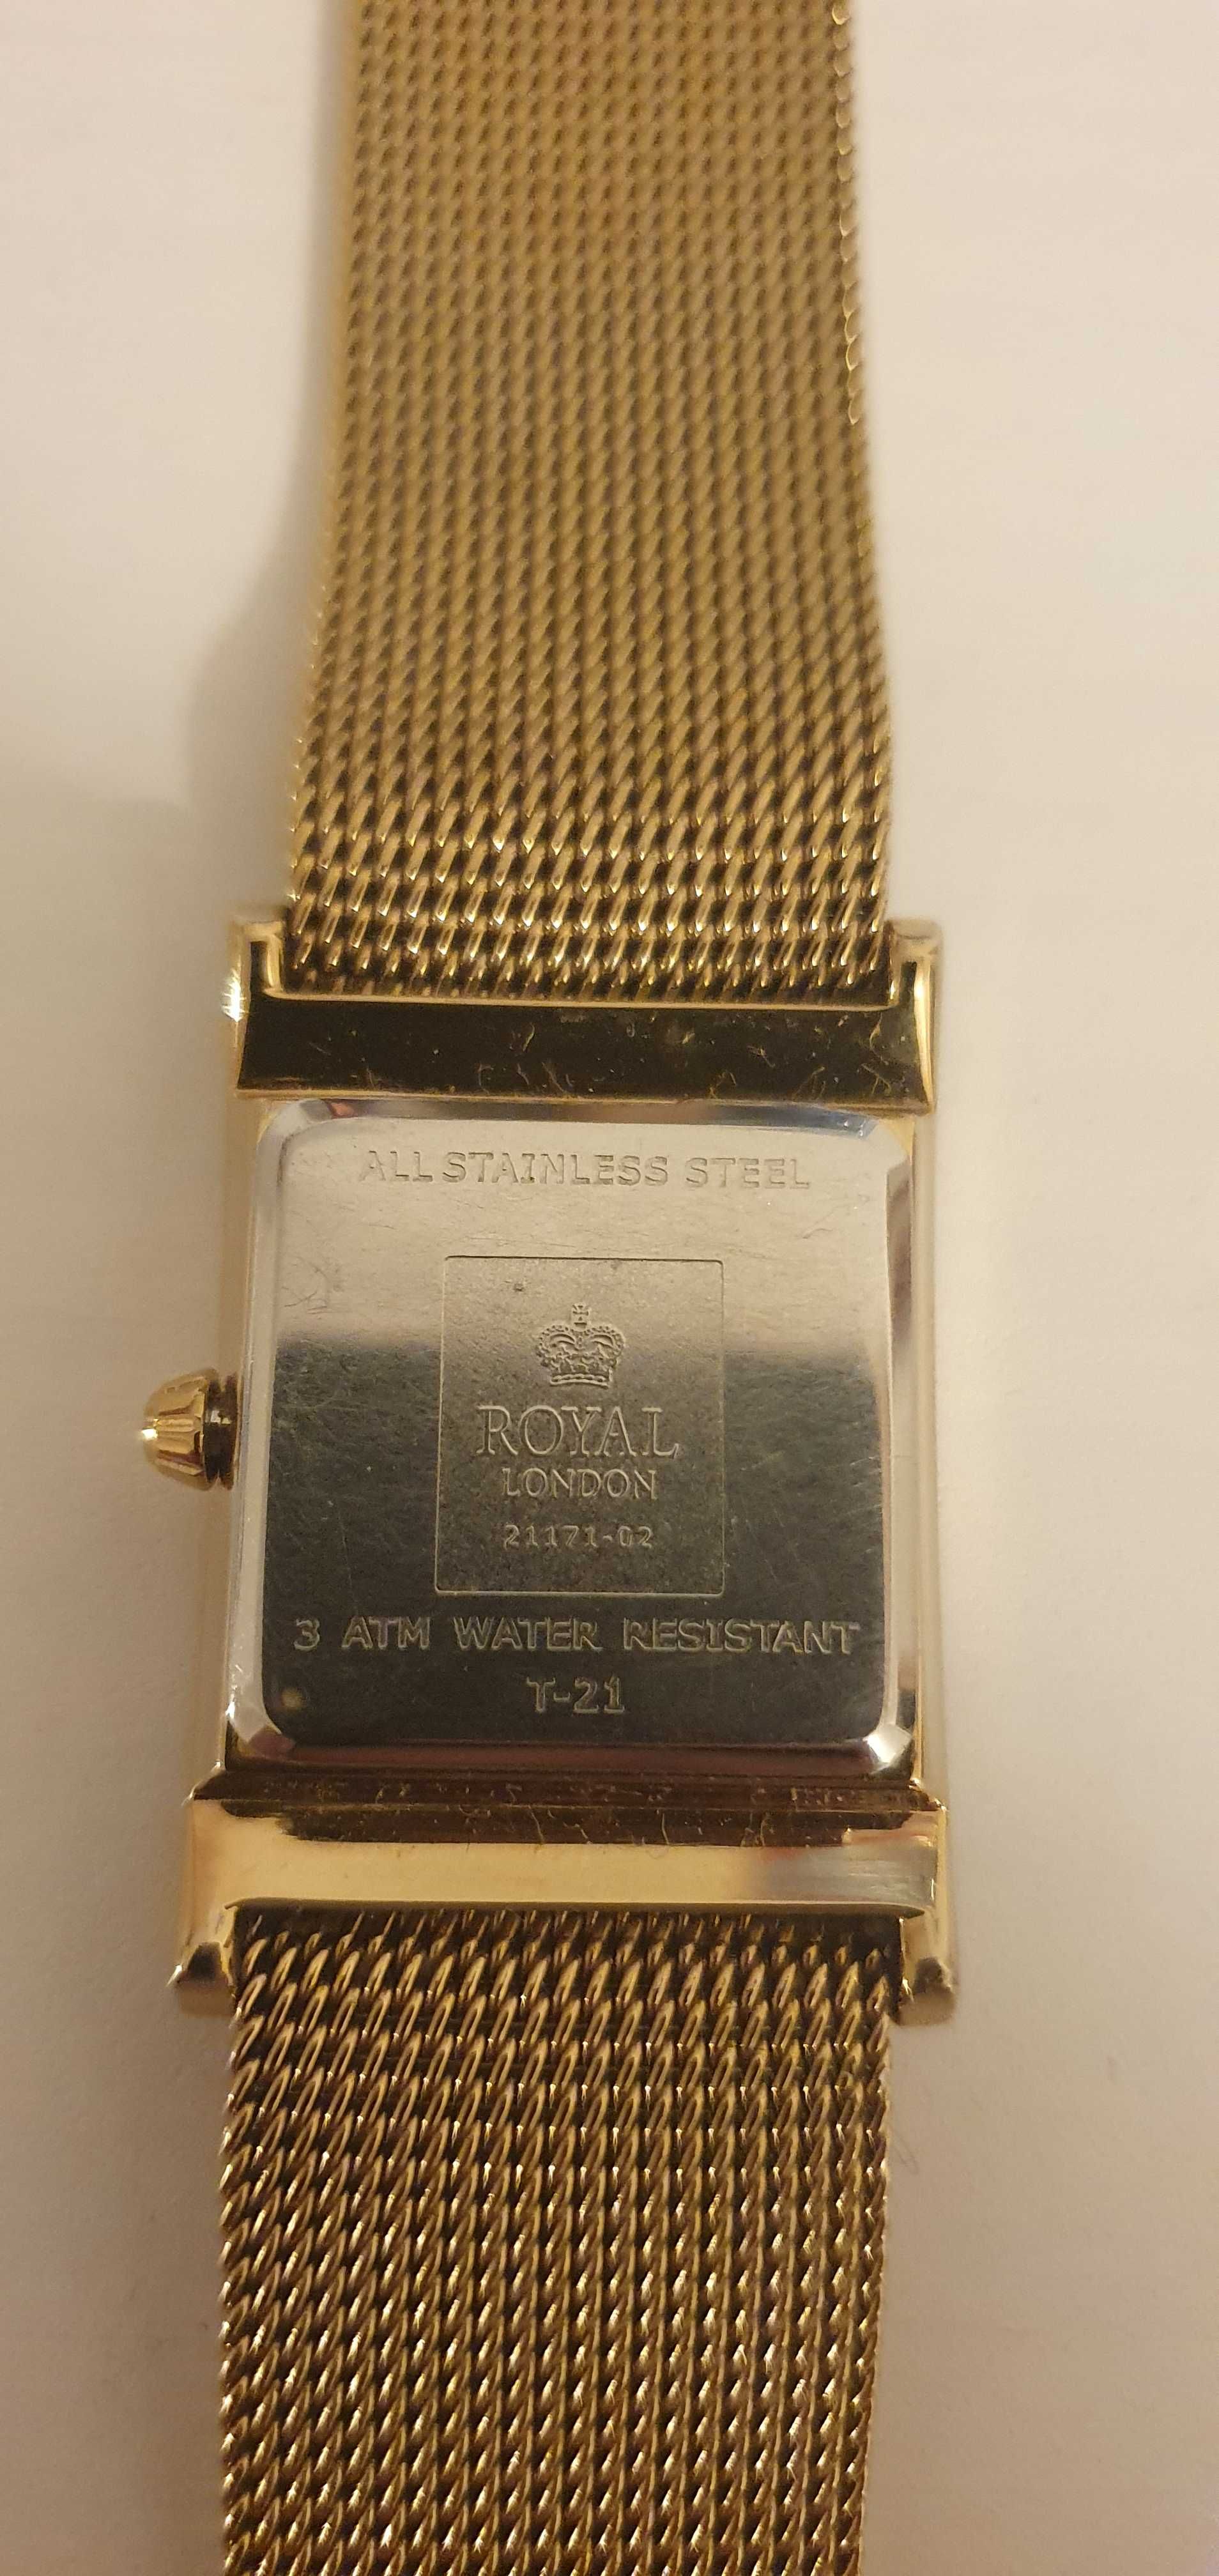 ALL STAINLESS STEEL
ROYAL
LONDON
21171-02
3 ATM WATER RESISTANT
T-21